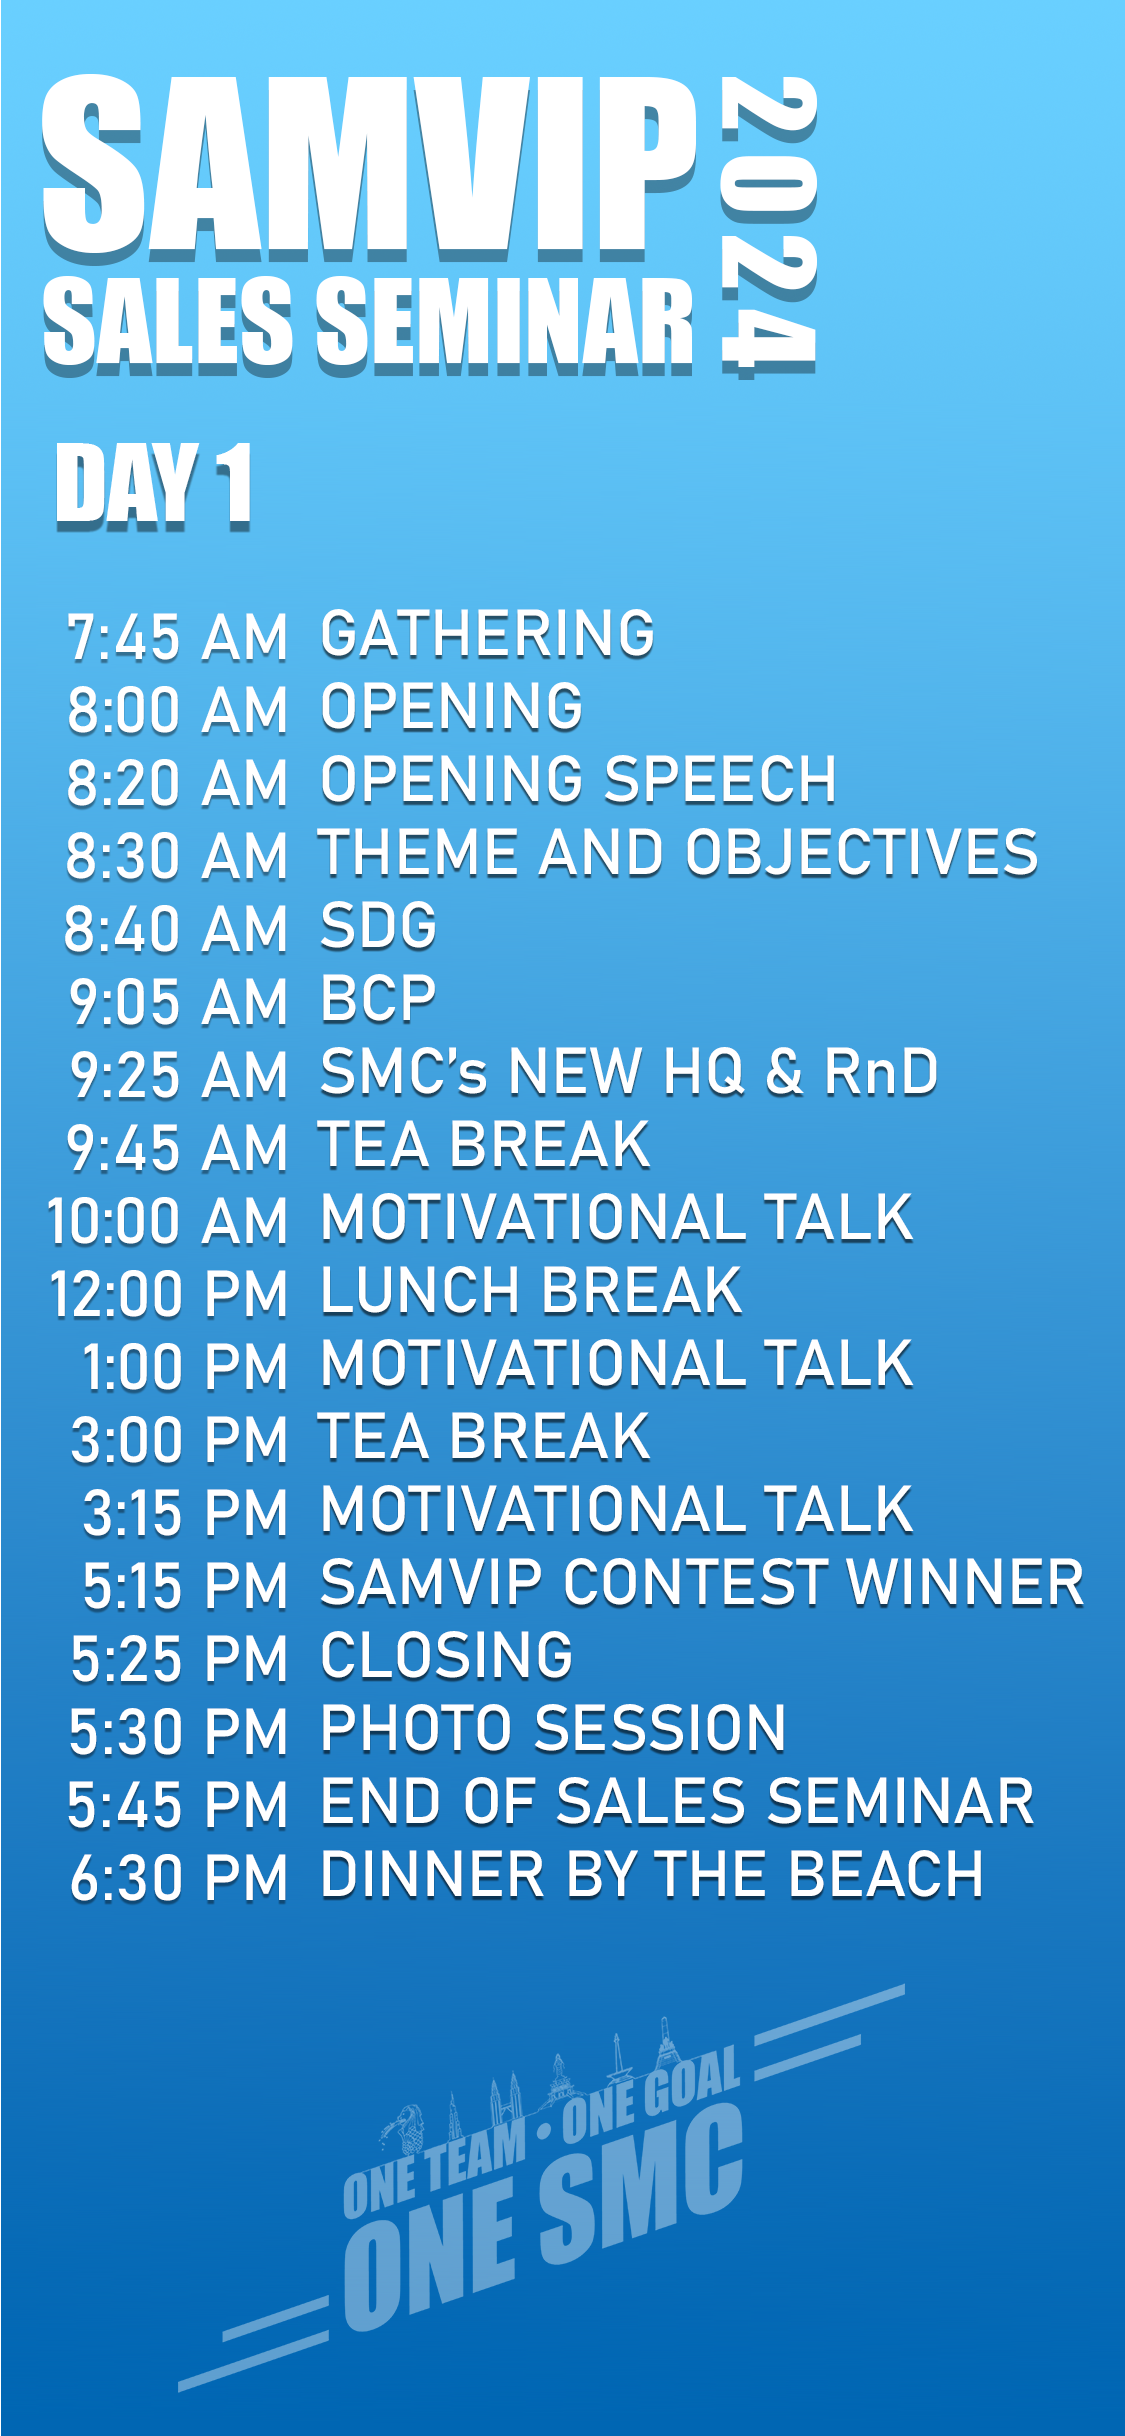 SAMVIP 2024
SALES SEMINAR
DAY 1
7:45 AM GATHERING
8:00 AM OPENING
8:20 AM OPENING SPEECH
8:30 AM THEME AND OBJECTIVES
8:40 AM SDG
9:05 AM BCP
9:25 AM SMC’s NEW HQ & RnD
9:45 AM TEA BREAK
10:00 AM MOTIVATIONAL TALK
12:00 PM LUNCH BREAK
1:00 PM MOTIVATIONAL TALK
3:00 PM TEA BREAK
3:15 PM MOTIVATIONAL TALK
5:15 PM SAMVIP CONTEST WINNER
5:25 PM CLOSING
5:30 PM PHOTO SESSION
5:45 PM END OF SALES SEMINAR
6:30 PM DINNER BY THE BEACH
ONE TEAM • ONE GOAL
ONE SMC